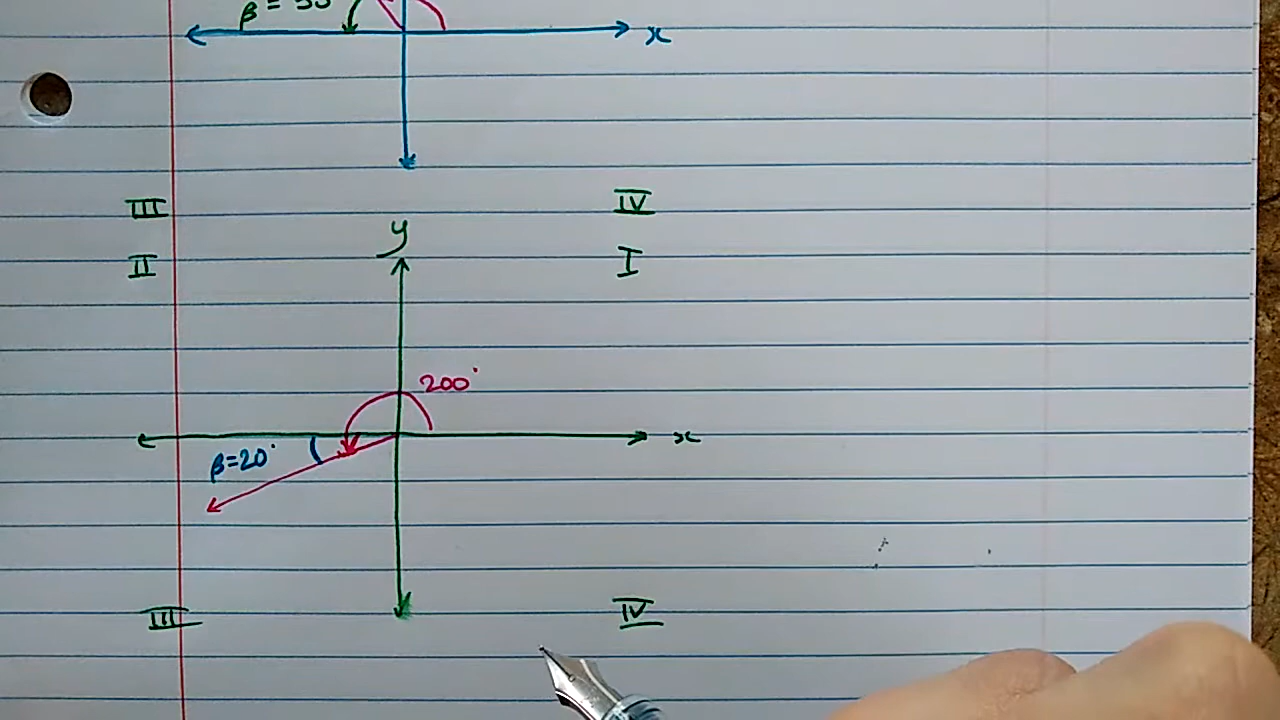 β =
x
III IV
y
II I
200°
x
β=20°
III IV